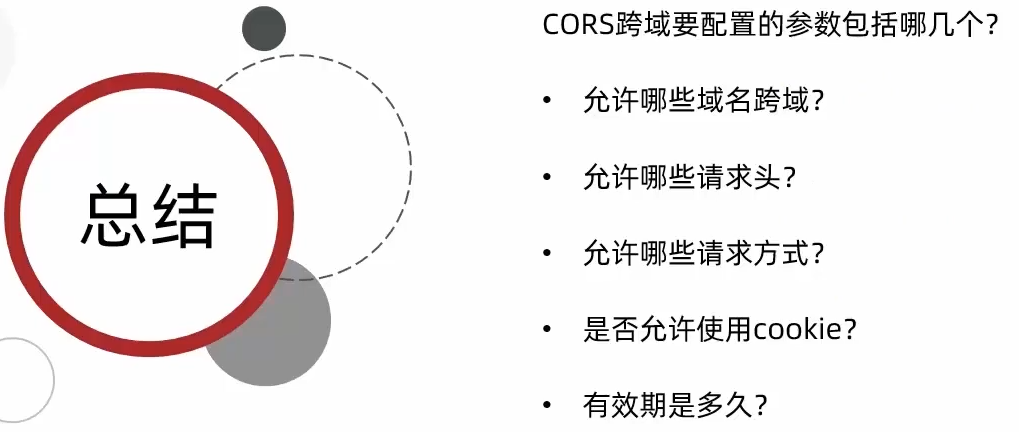 总结
CORS跨域要配置的参数包括哪几个？
• 允许哪些域名跨域？
• 允许哪些请求头？
• 允许哪些请求方式？
• 是否允许使用cookie？
• 有效期是多久？